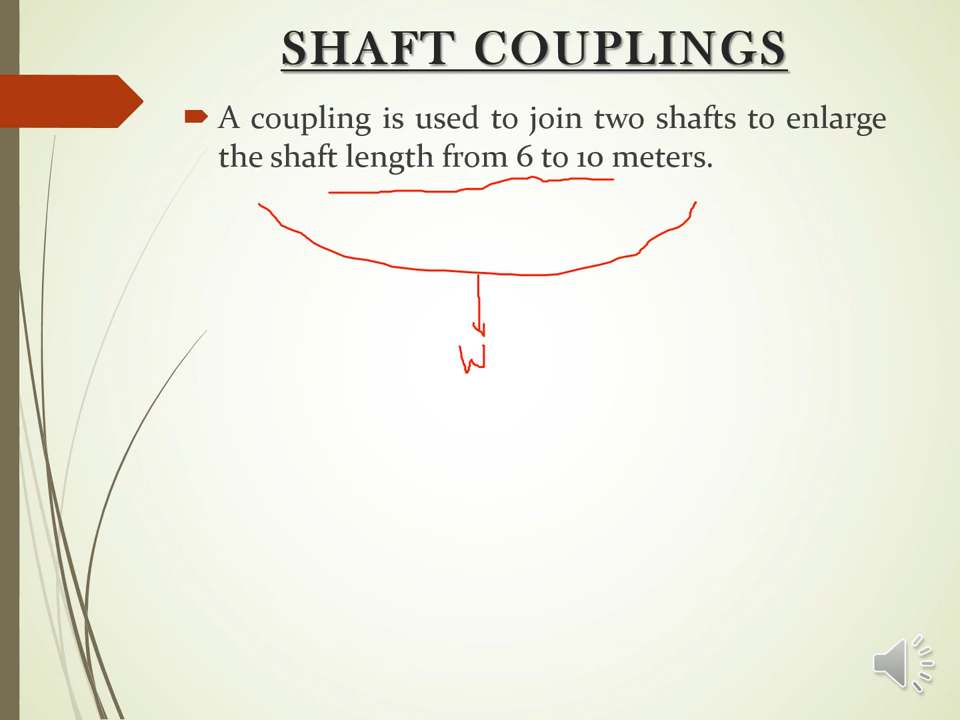 SHAFT COUPLINGS
A coupling is used to join two shafts to enlarge
the shaft length from 6 to 10 meters.